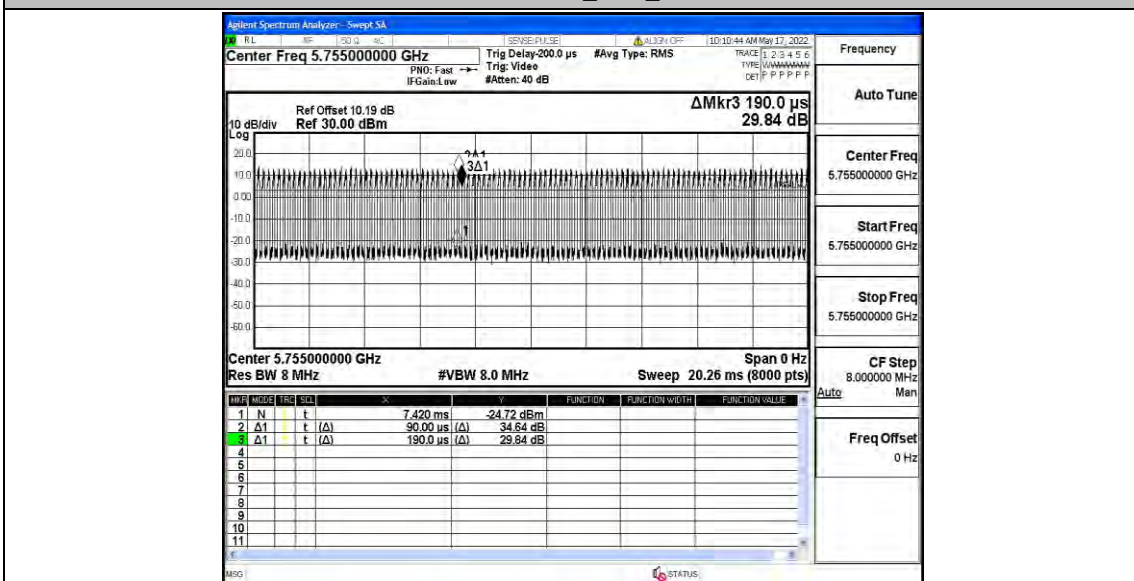 Agilent Spectrum Analyzer - Swept SA
RL RF 50 Ω AC SENSE:PULSE ALIGN OFF 10:10:44 AM May 17, 2022
Center Freq 5.755000000 GHz
PNO: Fast
IFGain:Low
Trig Delay-200.0 µs
Trig: Video
#Atten: 40 dB
#Avg Type: RMS
TRACE 1 2 3 4 5 6
TYPE
DET P P P P P P
Ref Offset 10.19 dB
Ref 30.00 dBm
10 dB/div
Log
ΔMkr3 190.0 µs
29.84 dB
20.0
10.0
0.00
-10.0
-20.0
-30.0
-40.0
-50.0
-60.0
2Δ1
3Δ1
1
Center 5.755000000 GHz
Span 0 Hz
Res BW 8 MHz
#VBW 8.0 MHz
Sweep 20.26 ms (8000 pts)
MKR MODE TRC SCL X Y FUNCTION FUNCTION WIDTH FUNCTION VALUE
1 N t 7.420 ms -24.72 dBm
2 Δ1 t (Δ) 90.00 µs (Δ) 34.64 dB
3 Δ1 t (Δ) 190.0 µs (Δ) 29.84 dB
4
5
6
7
8
9
10
11
MSG
STATUS
Frequency
Auto Tune
Center Freq
5.755000000 GHz
Start Freq
5.755000000 GHz
Stop Freq
5.755000000 GHz
CF Step
8.000000 MHz
Auto Man
Freq Offset
0 Hz